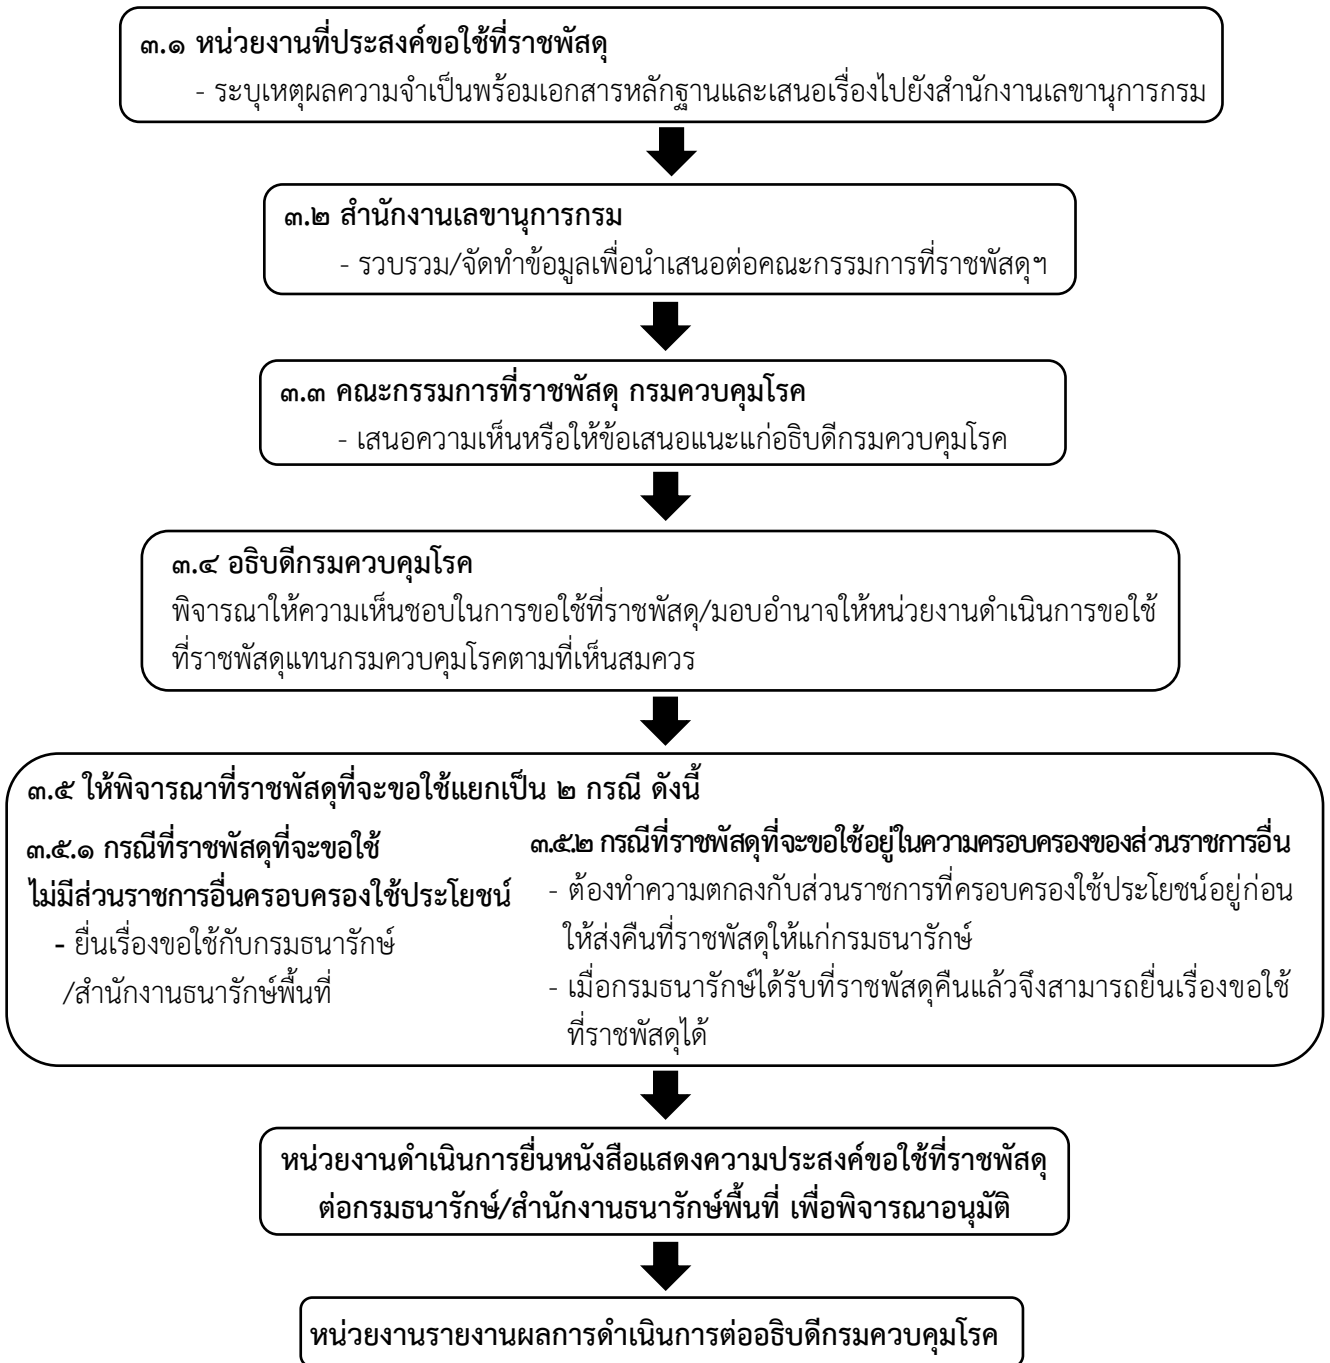 ๓.๑ หน่วยงานที่ประสงค์ขอใช้ที่ราชพัสดุ
- ระบุเหตุผลความจำเป็นพร้อมเอกสารหลักฐานและเสนอเรื่องไปยังสำนักงานเลขานุการกรม
๓.๒ สำนักงานเลขานุการกรม
- รวบรวม/จัดทำข้อมูลเพื่อนำเสนอต่อคณะกรรมการที่ราชพัสดุฯ
๓.๓ คณะกรรมการที่ราชพัสดุ กรมควบคุมโรค
- เสนอความเห็นหรือให้ข้อเสนอแนะแก่อธิบดีกรมควบคุมโรค
๓.๔ อธิบดีกรมควบคุมโรค
พิจารณาให้ความเห็นชอบในการขอใช้ที่ราชพัสดุ/มอบอำนาจให้หน่วยงานดำเนินการขอใช้
ที่ราชพัสดุแทนกรมควบคุมโรคตามที่เห็นสมควร
๓.๕ ให้พิจารณาที่ราชพัสดุที่จะขอใช้แยกเป็น ๒ กรณี ดังนี้
๓.๕.๑ กรณีที่ราชพัสดุที่จะขอใช้
ไม่มีส่วนราชการอื่นครอบครองใช้ประโยชน์
- ยื่นเรื่องขอใช้กับกรมธนารักษ์
/สำนักงานธนารักษ์พื้นที่
๓.๕.๒ กรณีที่ราชพัสดุที่จะขอใช้อยู่ในความครอบครองของส่วนราชการอื่น
- ต้องทำความตกลงกับส่วนราชการที่ครอบครองใช้ประโยชน์อยู่ก่อน
ให้ส่งคืนที่ราชพัสดุให้แก่กรมธนารักษ์
- เมื่อกรมธนารักษ์ได้รับที่ราชพัสดุคืนแล้วจึงสามารถยื่นเรื่องขอใช้
ที่ราชพัสดุได้
หน่วยงานดำเนินการยื่นหนังสือแสดงความประสงค์ขอใช้ที่ราชพัสดุ
ต่อกรมธนารักษ์/สำนักงานธนารักษ์พื้นที่ เพื่อพิจารณาอนุมัติ
หน่วยงานรายงานผลการดำเนินการต่ออธิบดีกรมควบคุมโรค